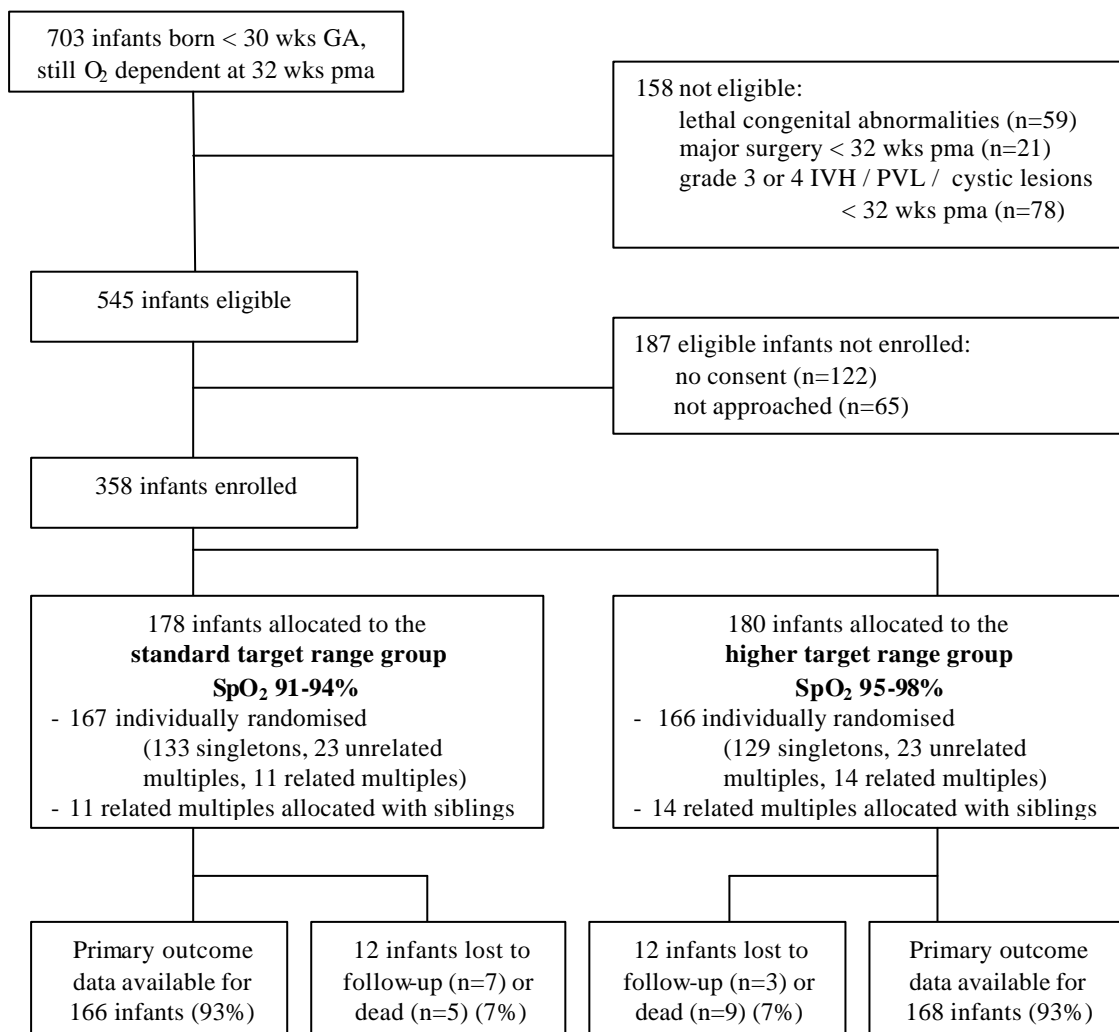 703 infants born < 30 wks GA,
still O₂ dependent at 32 wks pma
158 not eligible:
lethal congenital abnormalities (n=59)
major surgery < 32 wks pma (n=21)
grade 3 or 4 IVH / PVL / cystic lesions
< 32 wks pma (n=78)
545 infants eligible
187 eligible infants not enrolled:
no consent (n=122)
not approached (n=65)
358 infants enrolled
178 infants allocated to the
standard target range group
SpO₂ 91-94%
- 167 individually randomised
(133 singletons, 23 unrelated
multiples, 11 related multiples)
- 11 related multiples allocated with siblings
180 infants allocated to the
higher target range group
SpO₂ 95-98%
- 166 individually randomised
(129 singletons, 23 unrelated
multiples, 14 related multiples)
- 14 related multiples allocated with siblings
Primary outcome
data available for
166 infants (93%)
12 infants lost to
follow-up (n=7) or
dead (n=5) (7%)
12 infants lost to
follow-up (n=3) or
dead (n=9) (7%)
Primary outcome
data available for
168 infants (93%)